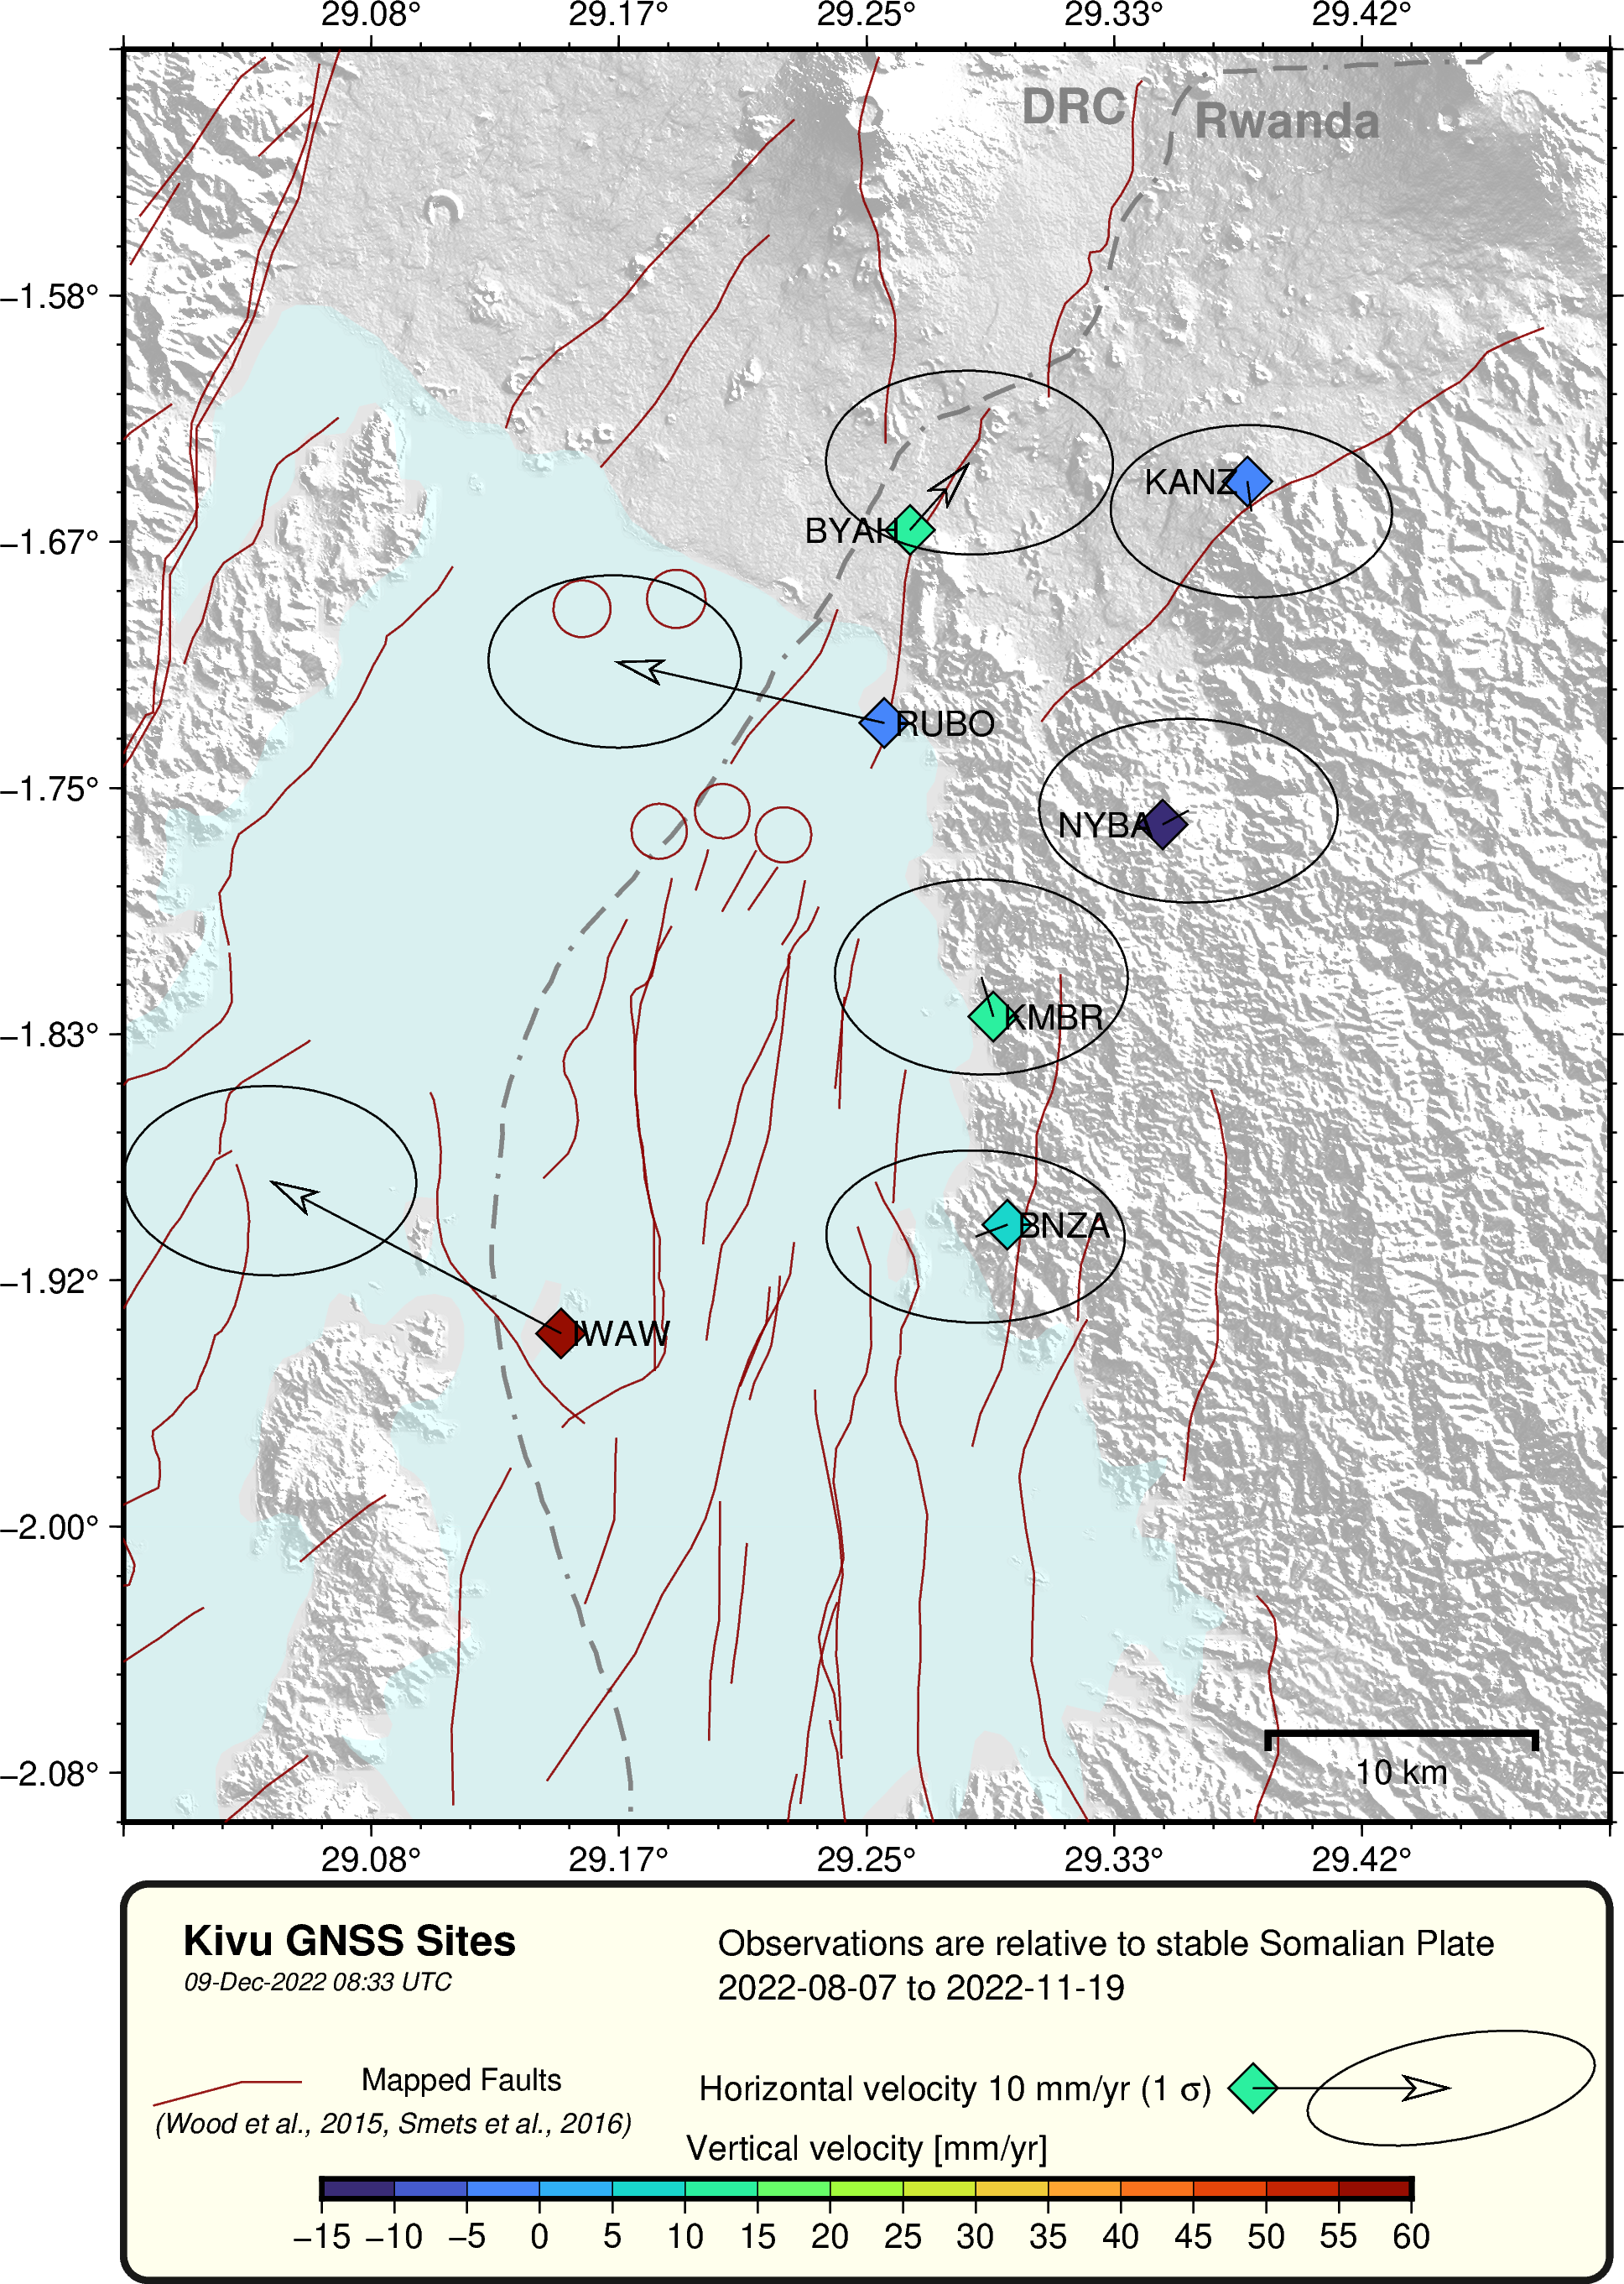 29.08° 29.17° 29.25° 29.33° 29.42°
DRC
Rwanda
−1.58°
KANZ
BYAH
−1.67°
RUBO
−1.75°
NYBA
KMBR
−1.83°
BNZA
−1.92°
IWAW
−2.00°
10 km
−2.08°
29.08° 29.17° 29.25° 29.33° 29.42°
Kivu GNSS Sites
09-Dec-2022 08:33 UTC
Observations are relative to stable Somalian Plate
2022-08-07 to 2022-11-19
Mapped Faults
(Wood et al., 2015, Smets et al., 2016)
Horizontal velocity 10 mm/yr (1 σ)
Vertical velocity [mm/yr]
−15 −10 −5 0 5 10 15 20 25 30 35 40 45 50 55 60